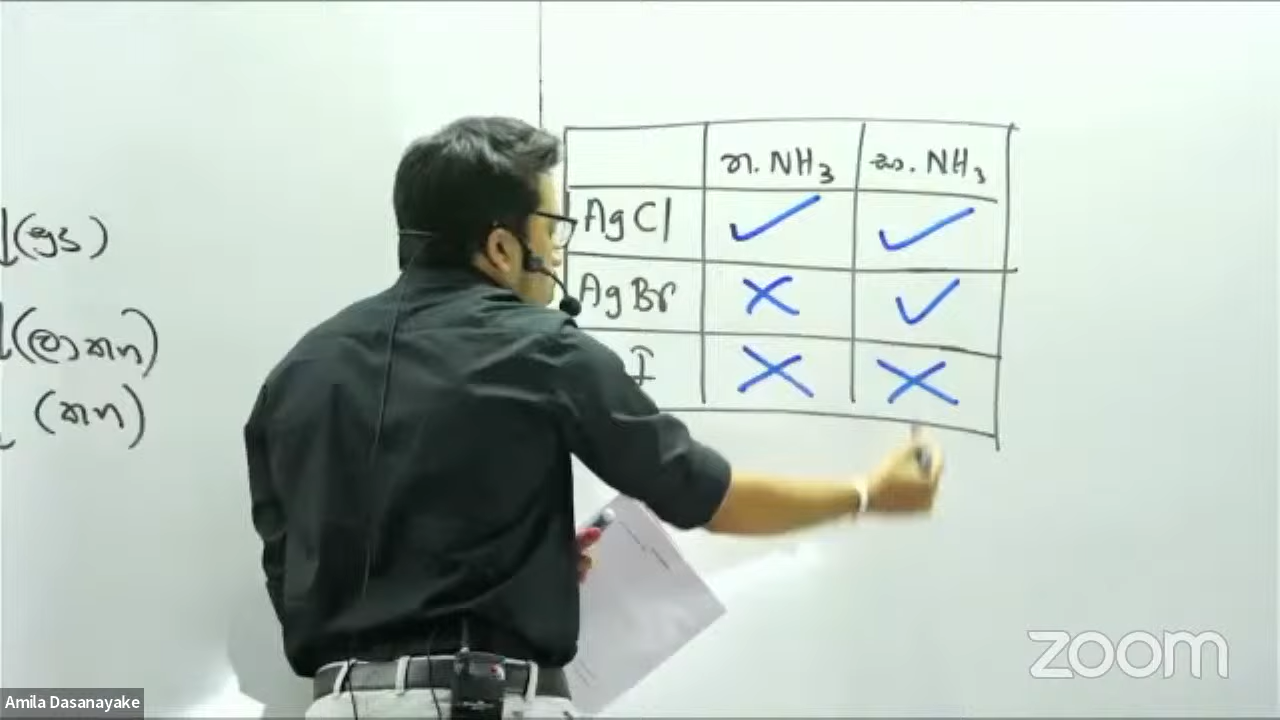 ↓(සුදු)
↓(ලා කහ)
↓ (කහ)
ත. NH₃ සා. NH₃
AgCl ✓ ✓
AgBr ✗ ✓
I ✗ ✗
zoom
Amila Dasanayake